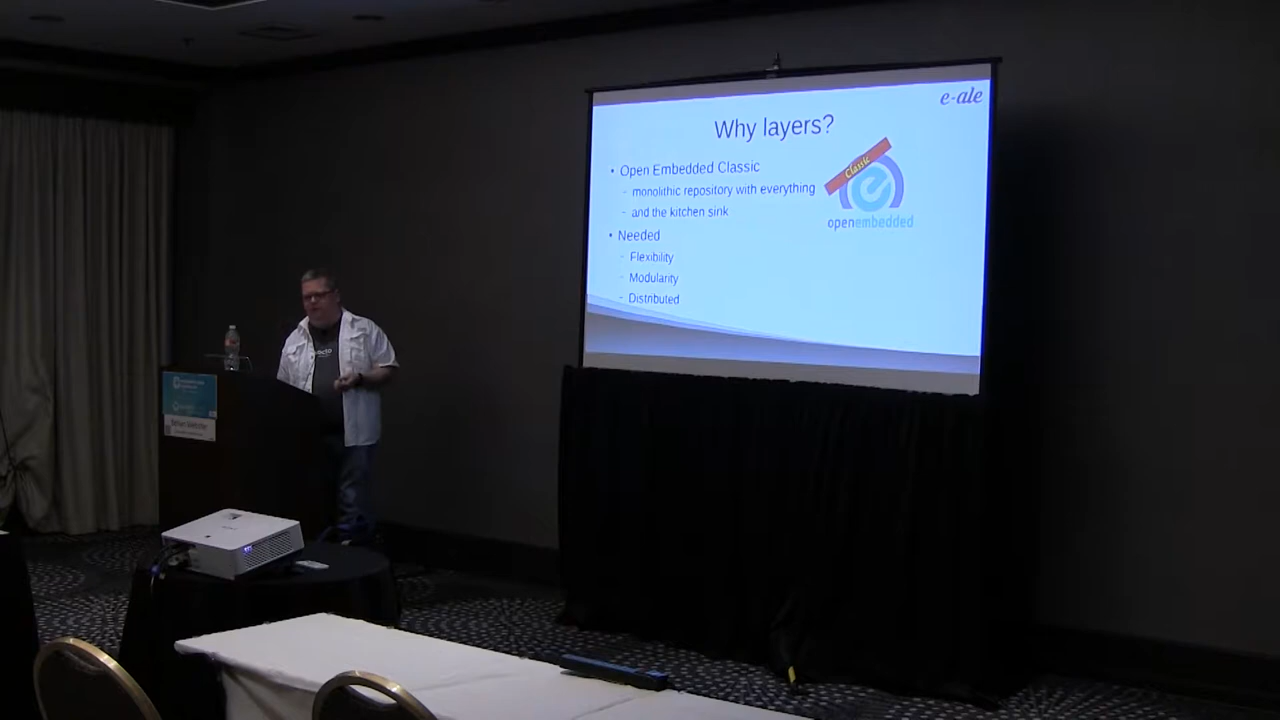 e-ale
Why layers?
• Open Embedded Classic
- monolithic repository with everything
- and the kitchen sink
• Needed
- Flexibility
- Modularity
- Distributed
Classic
openembedded